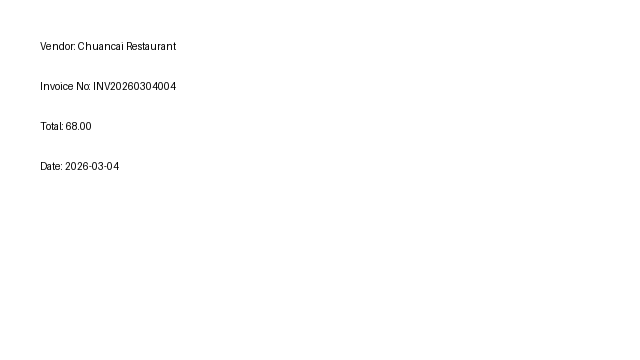 Vendor: Chuancai Restaurant
Invoice No: INV20260304004
Total: 68.00
Date: 2026-03-04